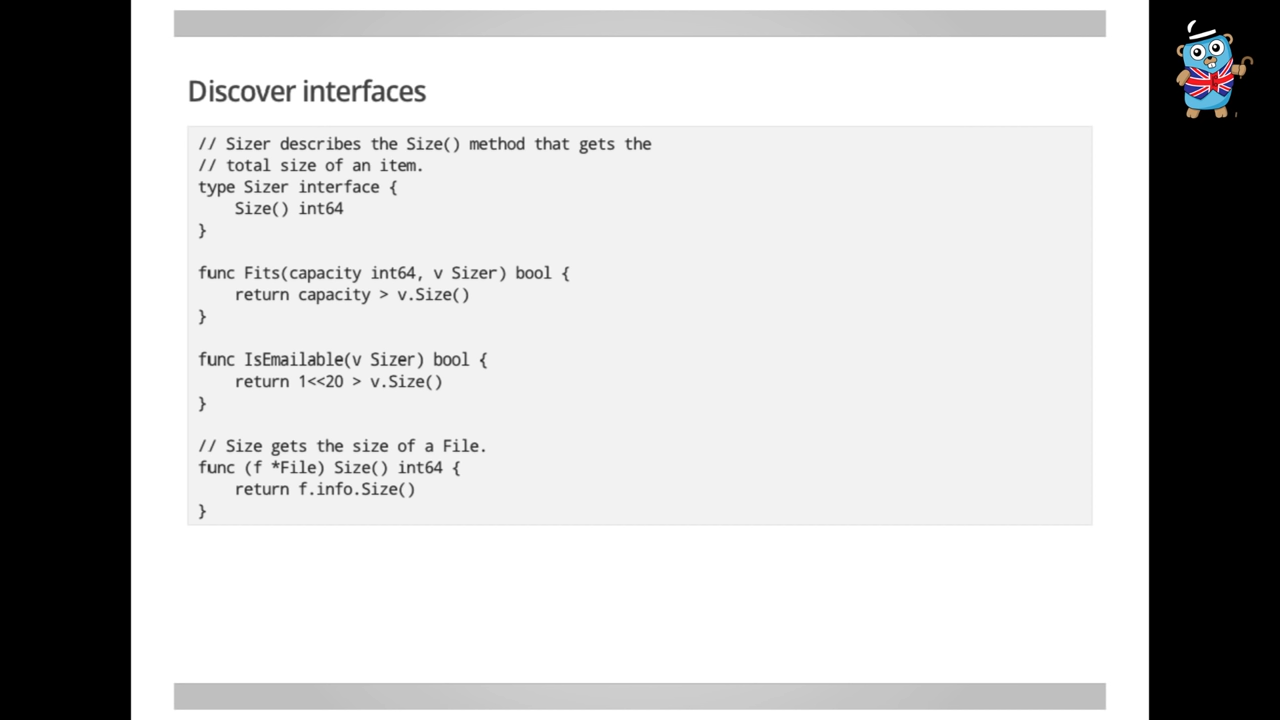 Discover interfaces
// Sizer describes the Size() method that gets the
// total size of an item.
type Sizer interface {
    Size() int64
}
func Fits(capacity int64, v Sizer) bool {
    return capacity > v.Size()
}
func IsEmailable(v Sizer) bool {
    return 1<<20 > v.Size()
}
// Size gets the size of a File.
func (f *File) Size() int64 {
    return f.info.Size()
}